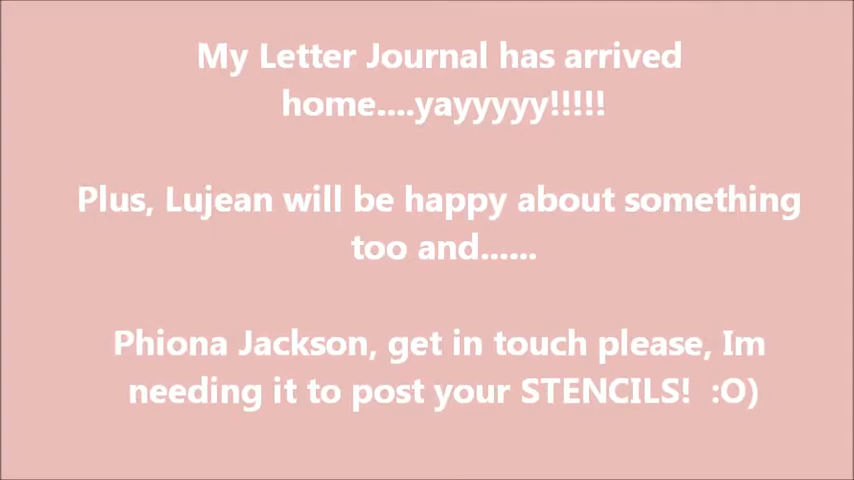 My Letter Journal has arrived
home....yayyyyy!!!!!
Plus, Lujean will be happy about something
too and......
Phiona Jackson, get in touch please, Im
needing it to post your STENCILS!  :O)